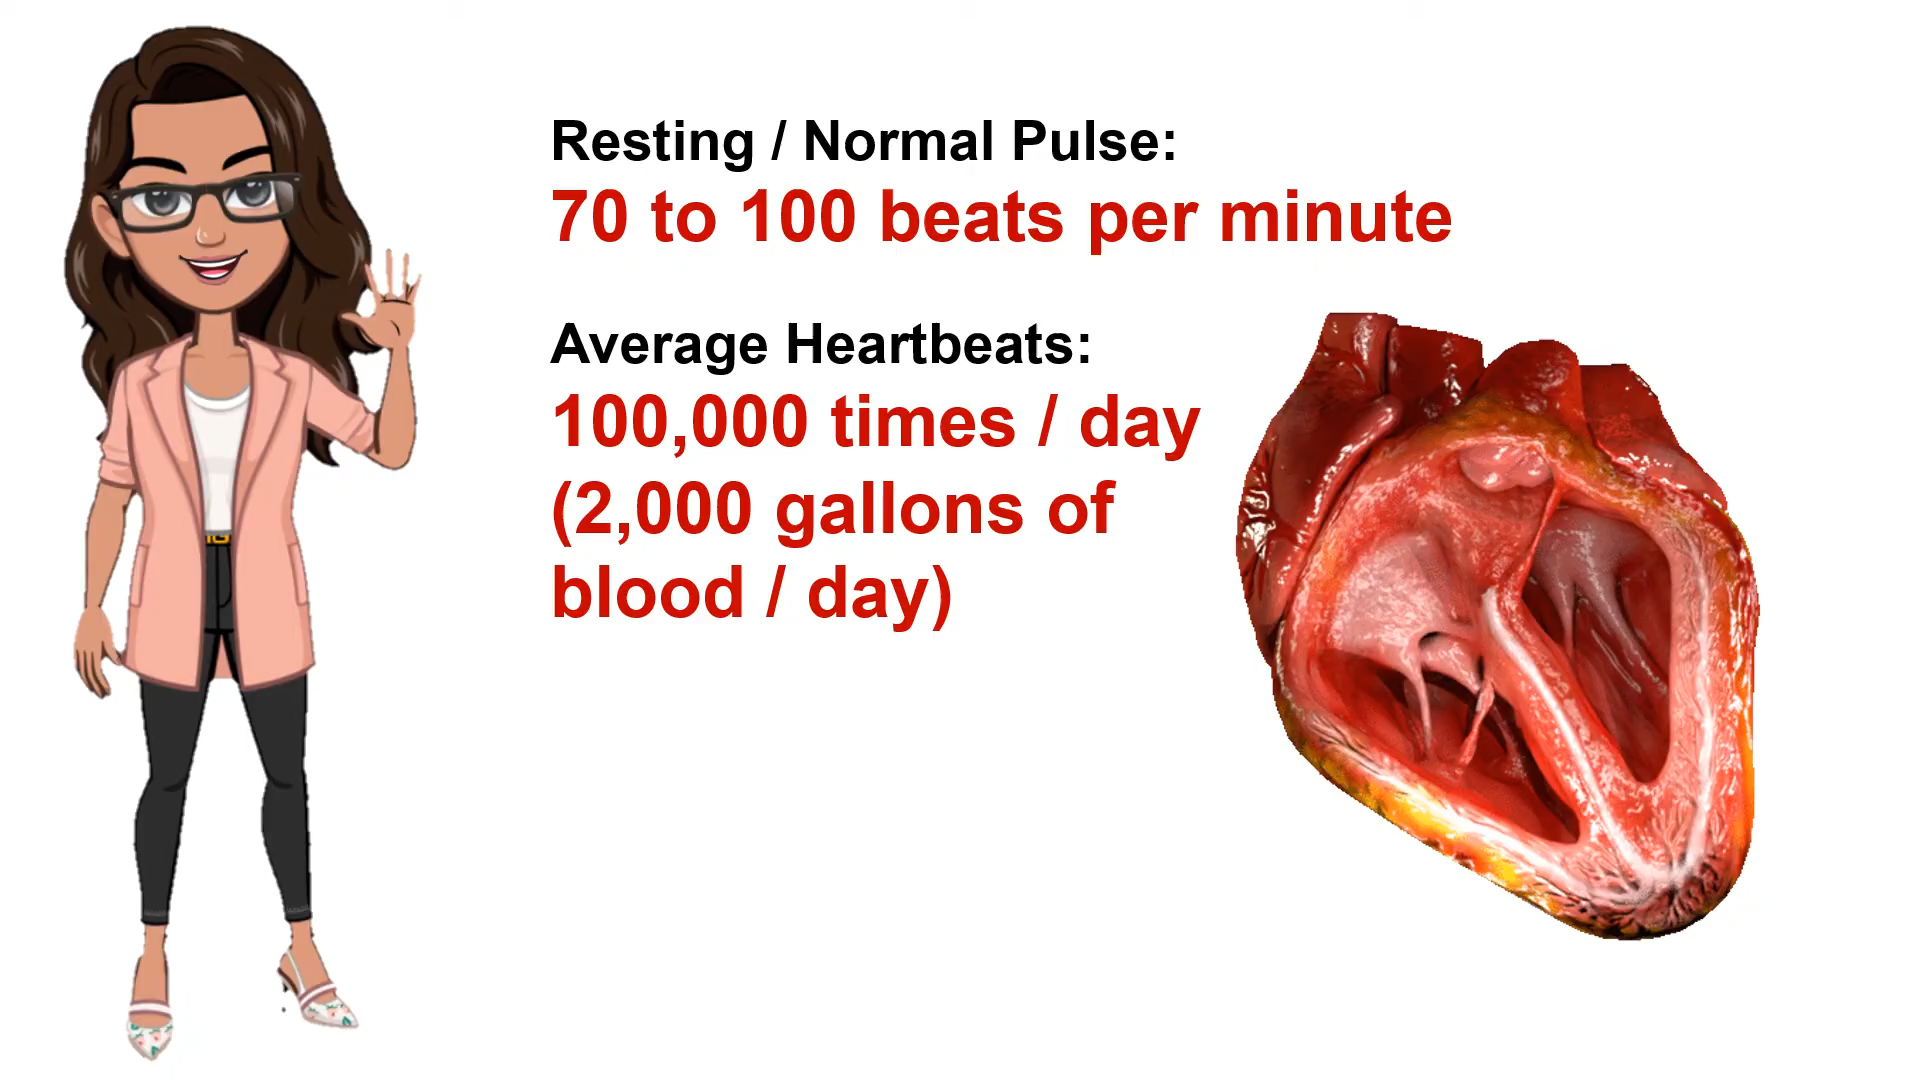 Resting / Normal Pulse:
70 to 100 beats per minute
Average Heartbeats:
100,000 times / day
(2,000 gallons of
blood / day)